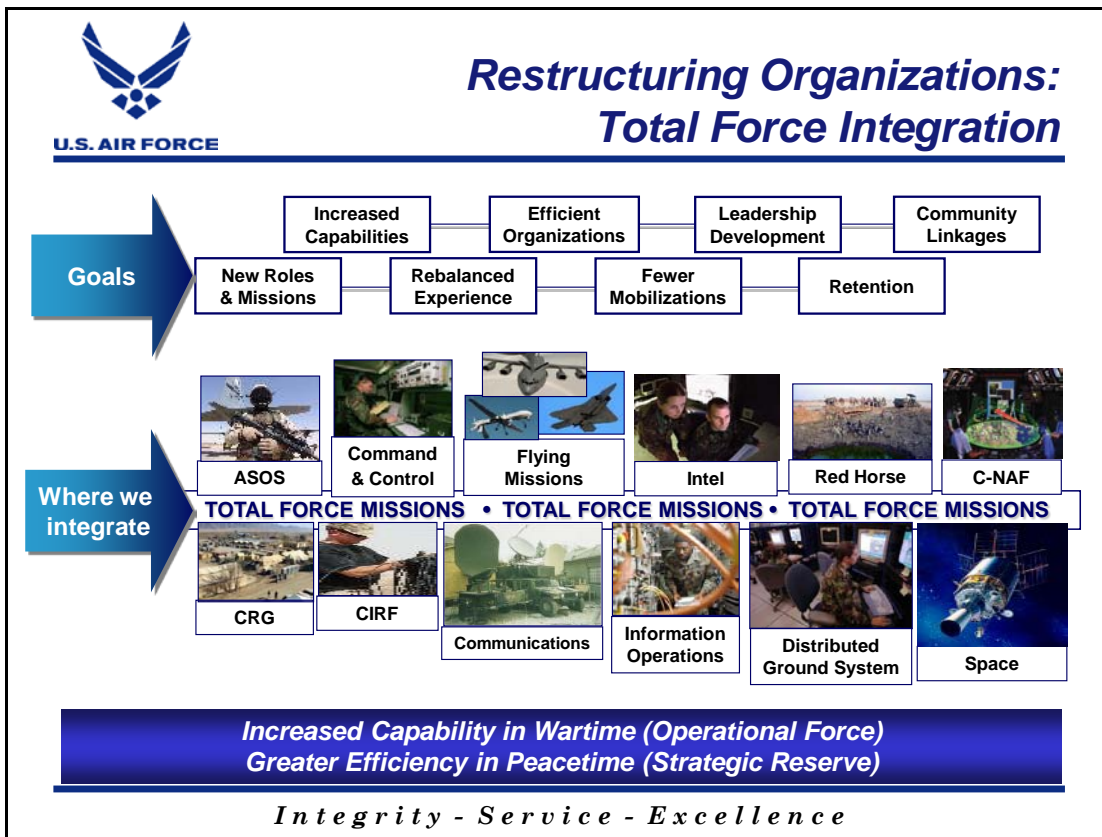 Restructuring Organizations:
Total Force Integration
U.S. AIR FORCE
Goals
Increased
Capabilities
Efficient
Organizations
Leadership
Development
Community
Linkages
New Roles
& Missions
Rebalanced
Experience
Fewer
Mobilizations
Retention
Where we
integrate
ASOS
Command
& Control
Flying
Missions
Intel
Red Horse
C-NAF
TOTAL FORCE MISSIONS • TOTAL FORCE MISSIONS • TOTAL FORCE MISSIONS
CRG
CIRF
Communications
Information
Operations
Distributed
Ground System
Space
Increased Capability in Wartime (Operational Force)
Greater Efficiency in Peacetime (Strategic Reserve)
Integrity - Service - Excellence